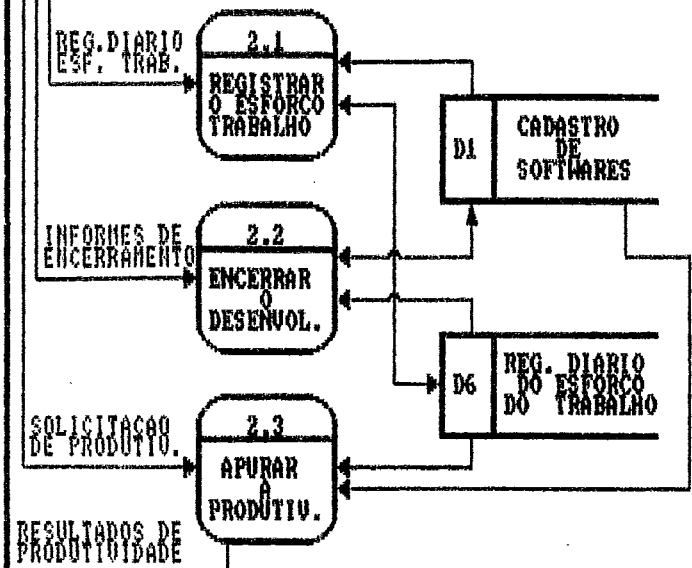 REG.DIARIO
ESF. TRAB.
2.1
REGISTRAR
O ESFORCO
TRABALHO
D1
CADASTRO
DE
SOFTWARES
INFORMES DE
ENCERRAMENTO
2.2
ENCERRAR
O
DESENVOL.
D6
REG. DIARIO
DO ESFORCO
DO TRABALHO
SOLICITACAO
DE PRODUTIV.
2.3
APURAR
A
PRODUTIV.
RESULTADOS DE
PRODUTIVIDADE